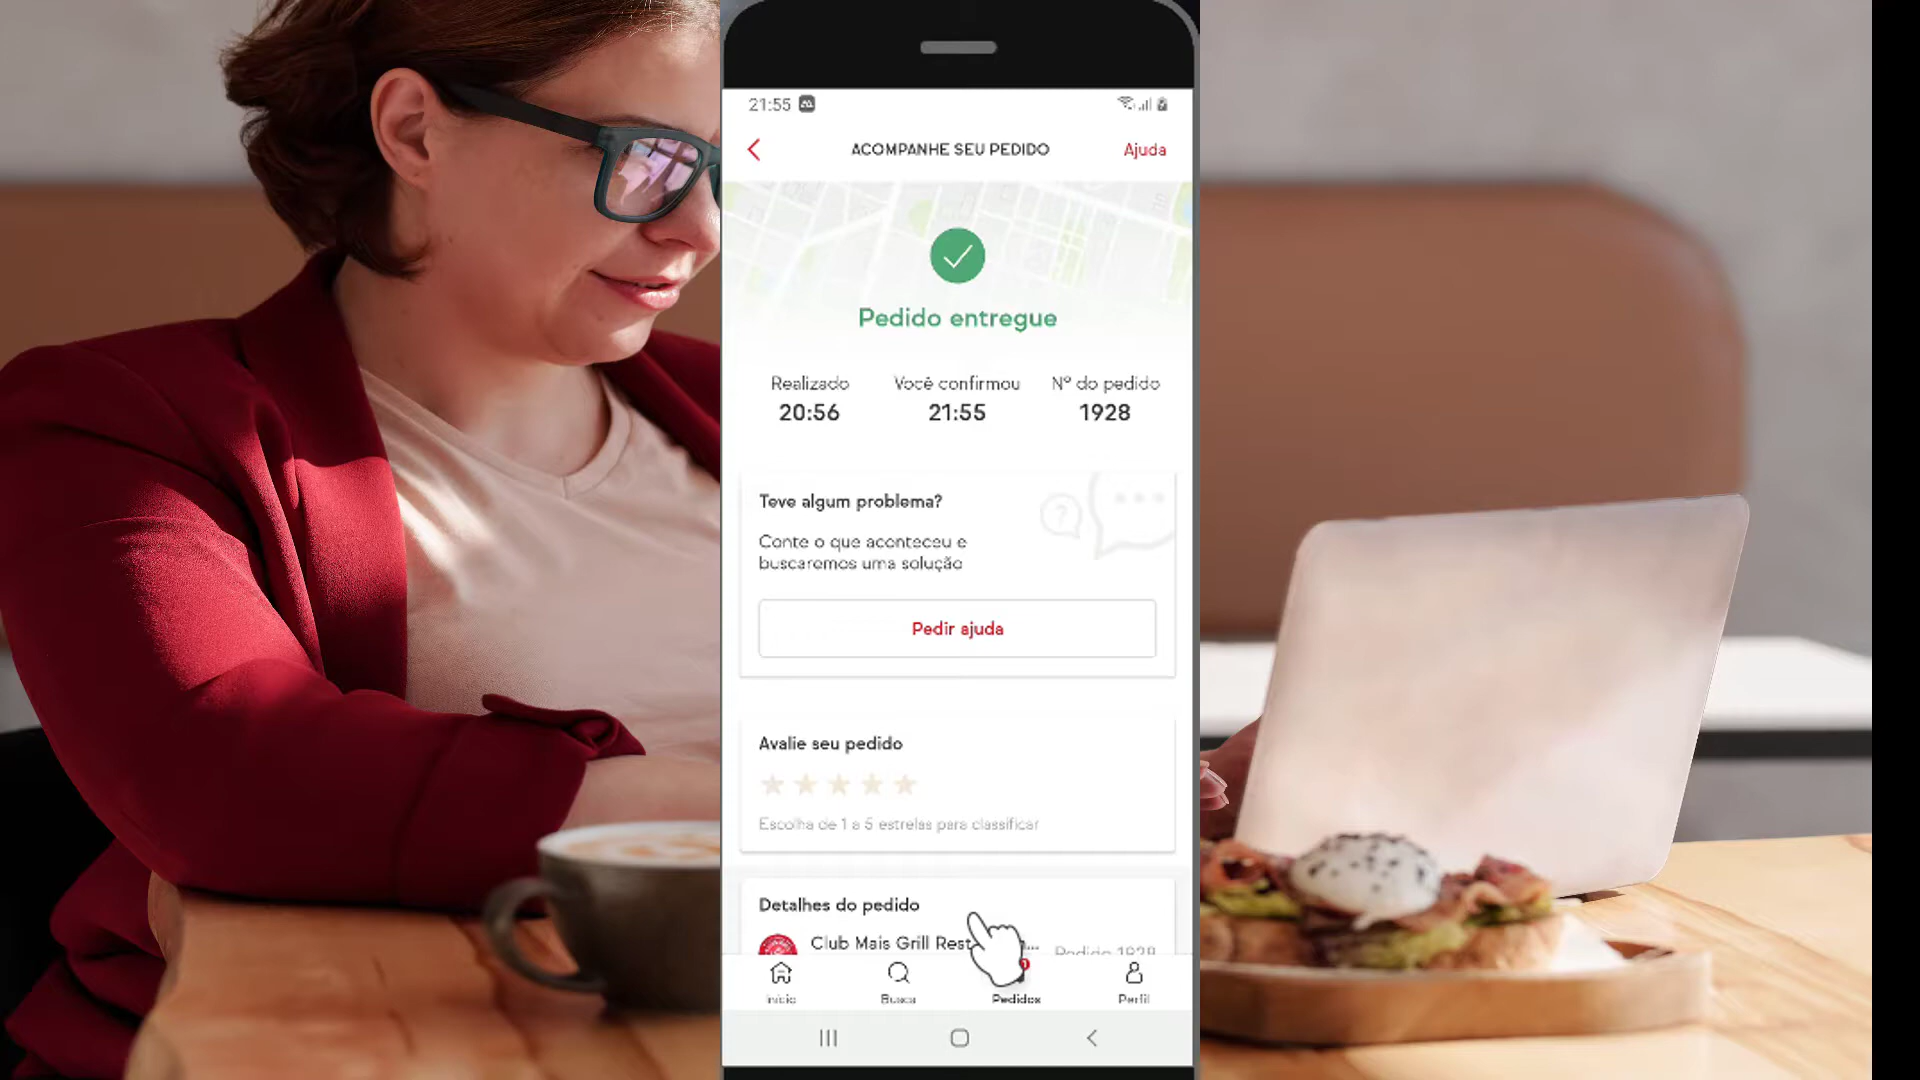 21:55
ACOMPANHE SEU PEDIDO
Ajuda
Pedido entregue
Realizado Você confirmou Nº do pedido
20:56 21:55 1928
Teve algum problema?
Conte o que aconteceu e
buscaremos uma solução
Pedir ajuda
Avalie seu pedido
Escolha de 1 a 5 estrelas para classificar
Detalhes do pedido
Club Mais Grill Rest
Pedido 1928
Início Busca Pedidos Perfil